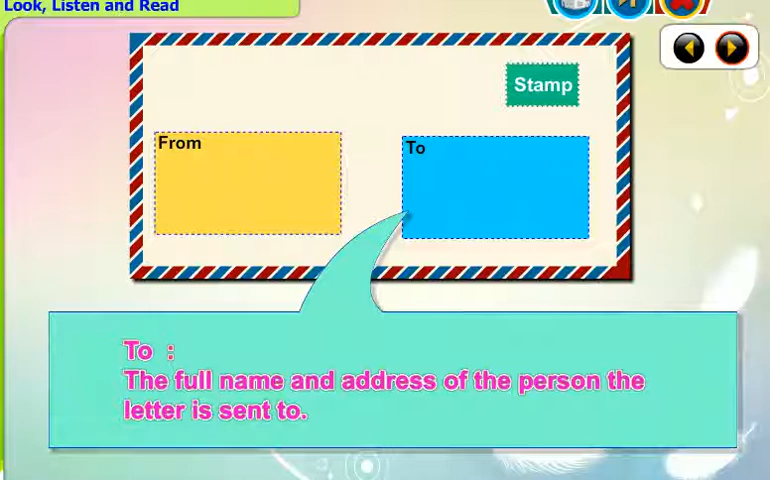 Look, Listen and Read
Stamp
From
To
To :
The full name and address of the person the
letter is sent to.